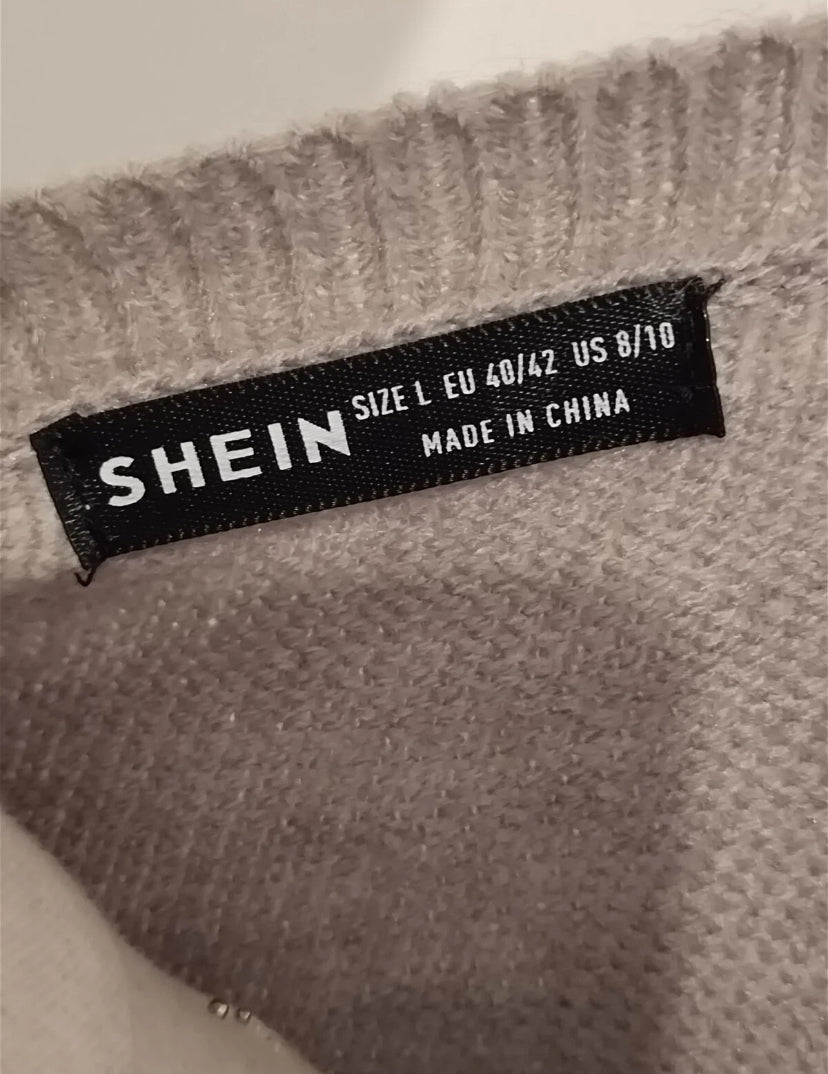 SHEIN
SIZE L EU 40/42 US 8/10
MADE IN CHINA